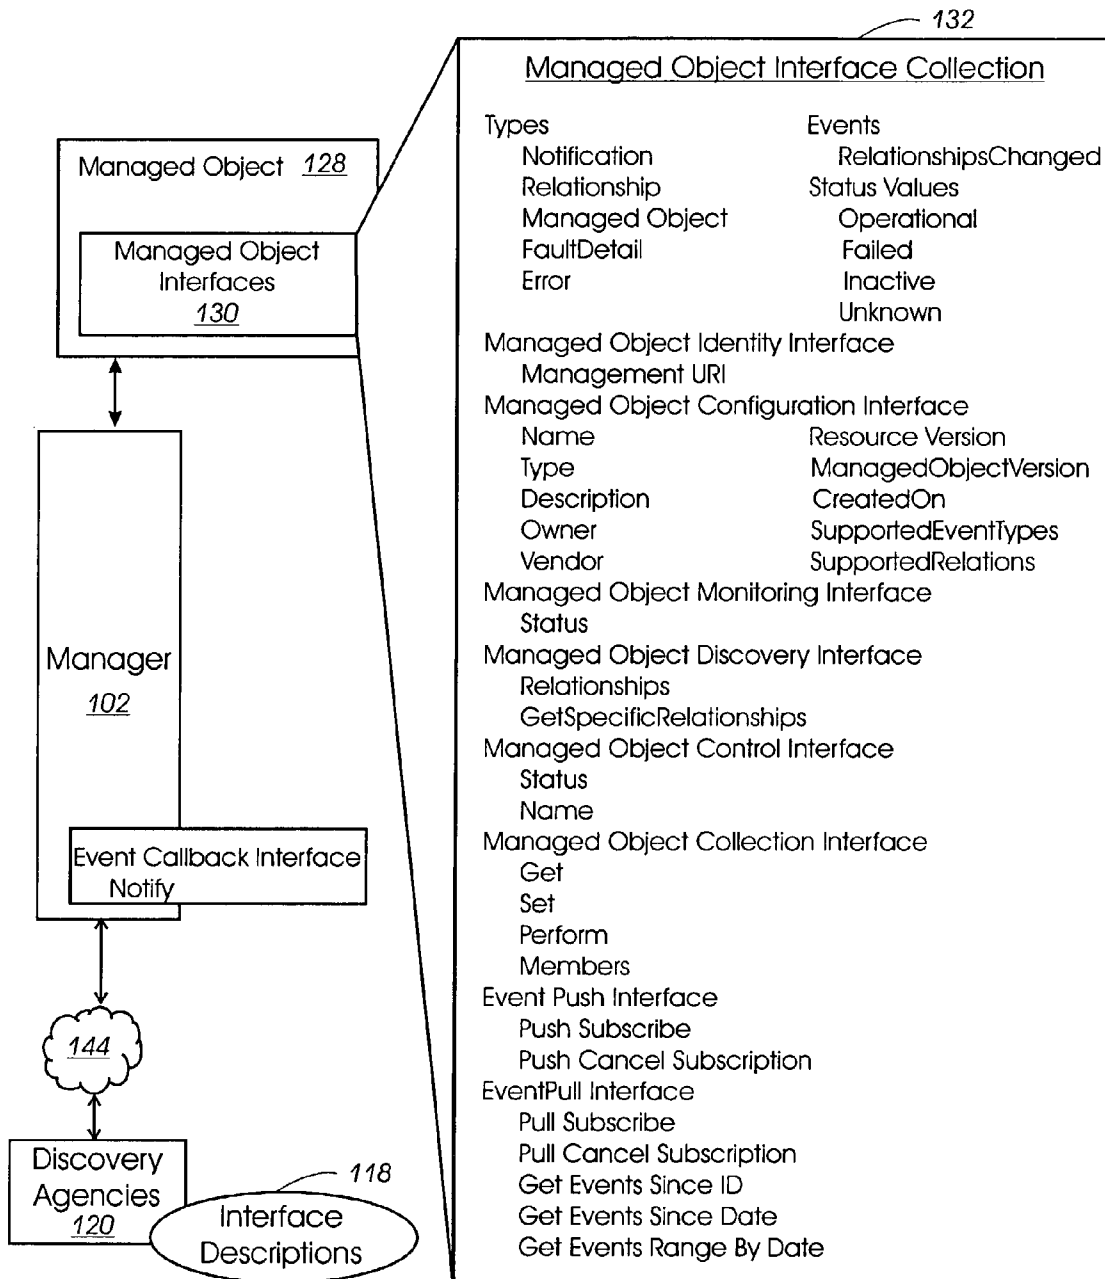 132
Managed Object Interface Collection
Types
Notification
Relationship
Managed Object
FaultDetail
Error
Events
RelationshipsChanged
Status Values
Operational
Failed
Inactive
Unknown
Managed Object Identity Interface
Management URI
Managed Object Configuration Interface
Name
Type
Description
Owner
Vendor
Resource Version
ManagedObjectVersion
CreatedOn
SupportedEventTypes
SupportedRelations
Managed Object Monitoring Interface
Status
Managed Object Discovery Interface
Relationships
GetSpecificRelationships
Managed Object Control Interface
Status
Name
Managed Object Collection Interface
Get
Set
Perform
Members
Event Push Interface
Push Subscribe
Push Cancel Subscription
EventPull Interface
Pull Subscribe
Pull Cancel Subscription
Get Events Since ID
Get Events Since Date
Get Events Range By Date
Managed Object 128
Managed Object
Interfaces
130
Manager
102
Event Callback Interface
Notify
144
Discovery
Agencies
120
118
Interface
Descriptions